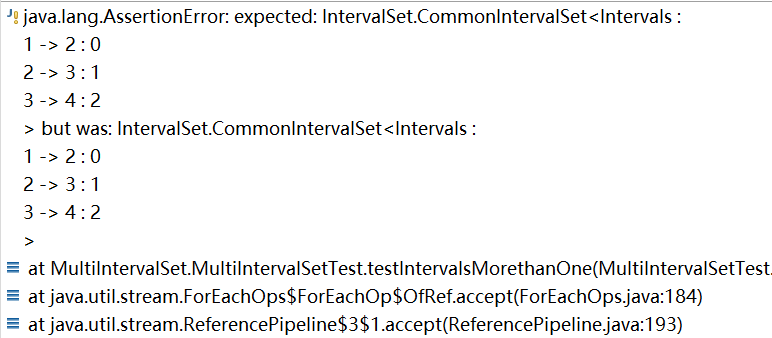 java.lang.AssertionError: expected: IntervalSet.CommonIntervalSet<Intervals :
1 -> 2 : 0
2 -> 3 : 1
3 -> 4 : 2
> but was: IntervalSet.CommonIntervalSet<Intervals :
1 -> 2 : 0
2 -> 3 : 1
3 -> 4 : 2
>
at MultiIntervalSet.MultiIntervalSetTest.testIntervalsMorethanOne(MultiIntervalSetTest.
at java.util.stream.ForEachOps$ForEachOp$OfRef.accept(ForEachOps.java:184)
at java.util.stream.ReferencePipeline$3$1.accept(ReferencePipeline.java:193)